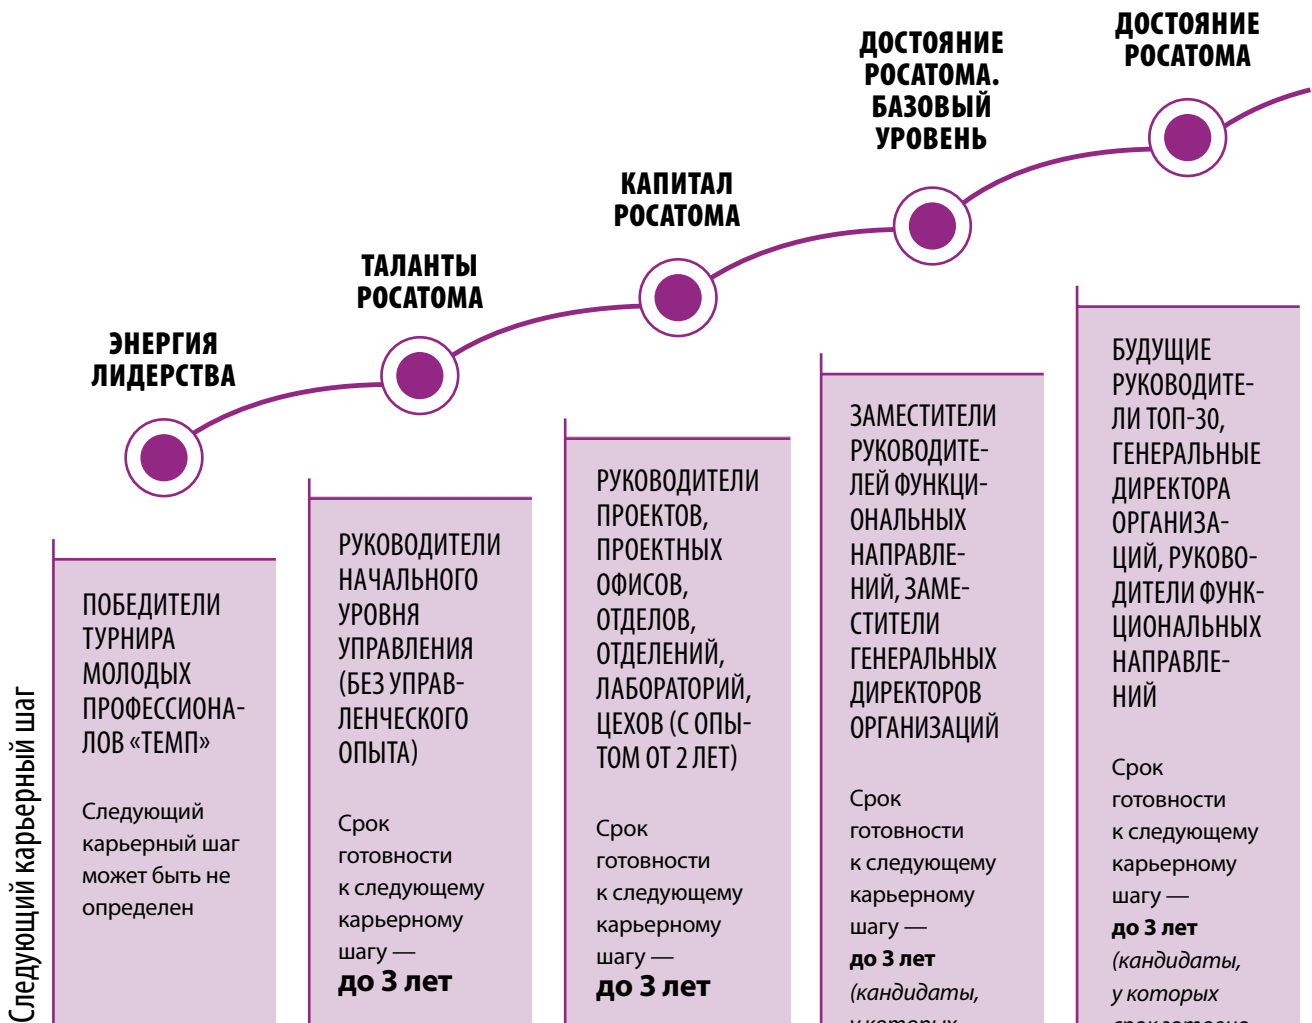 ЭНЕРГИЯ
ЛИДЕРСТВА
ТАЛАНТЫ
РОСАТОМА
КАПИТАЛ
РОСАТОМА
ДОСТОЯНИЕ
РОСАТОМА.
БАЗОВЫЙ
УРОВЕНЬ
ДОСТОЯНИЕ
РОСАТОМА
Следующий карьерный шаг
ПОБЕДИТЕЛИ
ТУРНИРА
МОЛОДЫХ
ПРОФЕССИОНА-
ЛОВ «ТЕМП»
Следующий
карьерный шаг
может быть не
определен
РУКОВОДИТЕЛИ
НАЧАЛЬНОГО
УРОВНЯ
УПРАВЛЕНИЯ
(БЕЗ УПРАВ-
ЛЕНЧЕСКОГО
ОПЫТА)
Срок
готовности
к следующему
карьерному
шагу —
до 3 лет
РУКОВОДИТЕЛИ
ПРОЕКТОВ,
ПРОЕКТНЫХ
ОФИСОВ,
ОТДЕЛОВ,
ОТДЕЛЕНИЙ,
ЛАБОРАТОРИЙ,
ЦЕХОВ (С ОПЫ-
ТОМ ОТ 2 ЛЕТ)
Срок
готовности
к следующему
карьерному
шагу —
до 3 лет
ЗАМЕСТИТЕЛИ
РУКОВОДИТЕ-
ЛЕЙ ФУНКЦИ-
ОНАЛЬНЫХ
НАПРАВЛЕ-
НИЙ, ЗАМЕ-
СТИТЕЛИ
ГЕНЕРАЛЬНЫХ
ДИРЕКТОРОВ
ОРГАНИЗАЦИЙ
Срок
готовности
к следующему
карьерному
шагу —
до 3 лет
(кандидаты,
у которых
БУДУЩИЕ
РУКОВОДИТЕ-
ЛИ ТОП-30,
ГЕНЕРАЛЬНЫЕ
ДИРЕКТОРА
ОРГАНИЗА-
ЦИЙ, РУКОВО-
ДИТЕЛИ ФУНК-
ЦИОНАЛЬНЫХ
НАПРАВЛЕ-
НИЙ
Срок
готовности
к следующему
карьерному
шагу —
до 3 лет
(кандидаты,
у которых